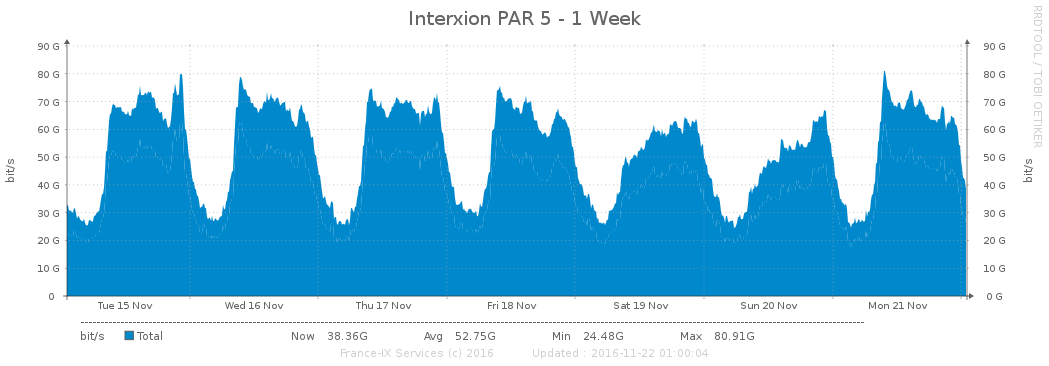 Interxion PAR 5 - 1 Week
RRDTOOL / TOBI OETIKER
90 G 90 G
80 G 80 G
70 G 70 G
60 G 60 G
50 G 50 G
40 G 40 G
30 G 30 G
20 G 20 G
10 G 10 G
0 0 G
bit/s
bit/s
Tue 15 Nov Wed 16 Nov Thu 17 Nov Fri 18 Nov Sat 19 Nov Sun 20 Nov Mon 21 Nov
bit/s Total Now 38.36G Avg 52.75G Min 24.48G Max 80.91G
France-IX Services (c) 2016 Updated : 2016-11-22 01:00:04